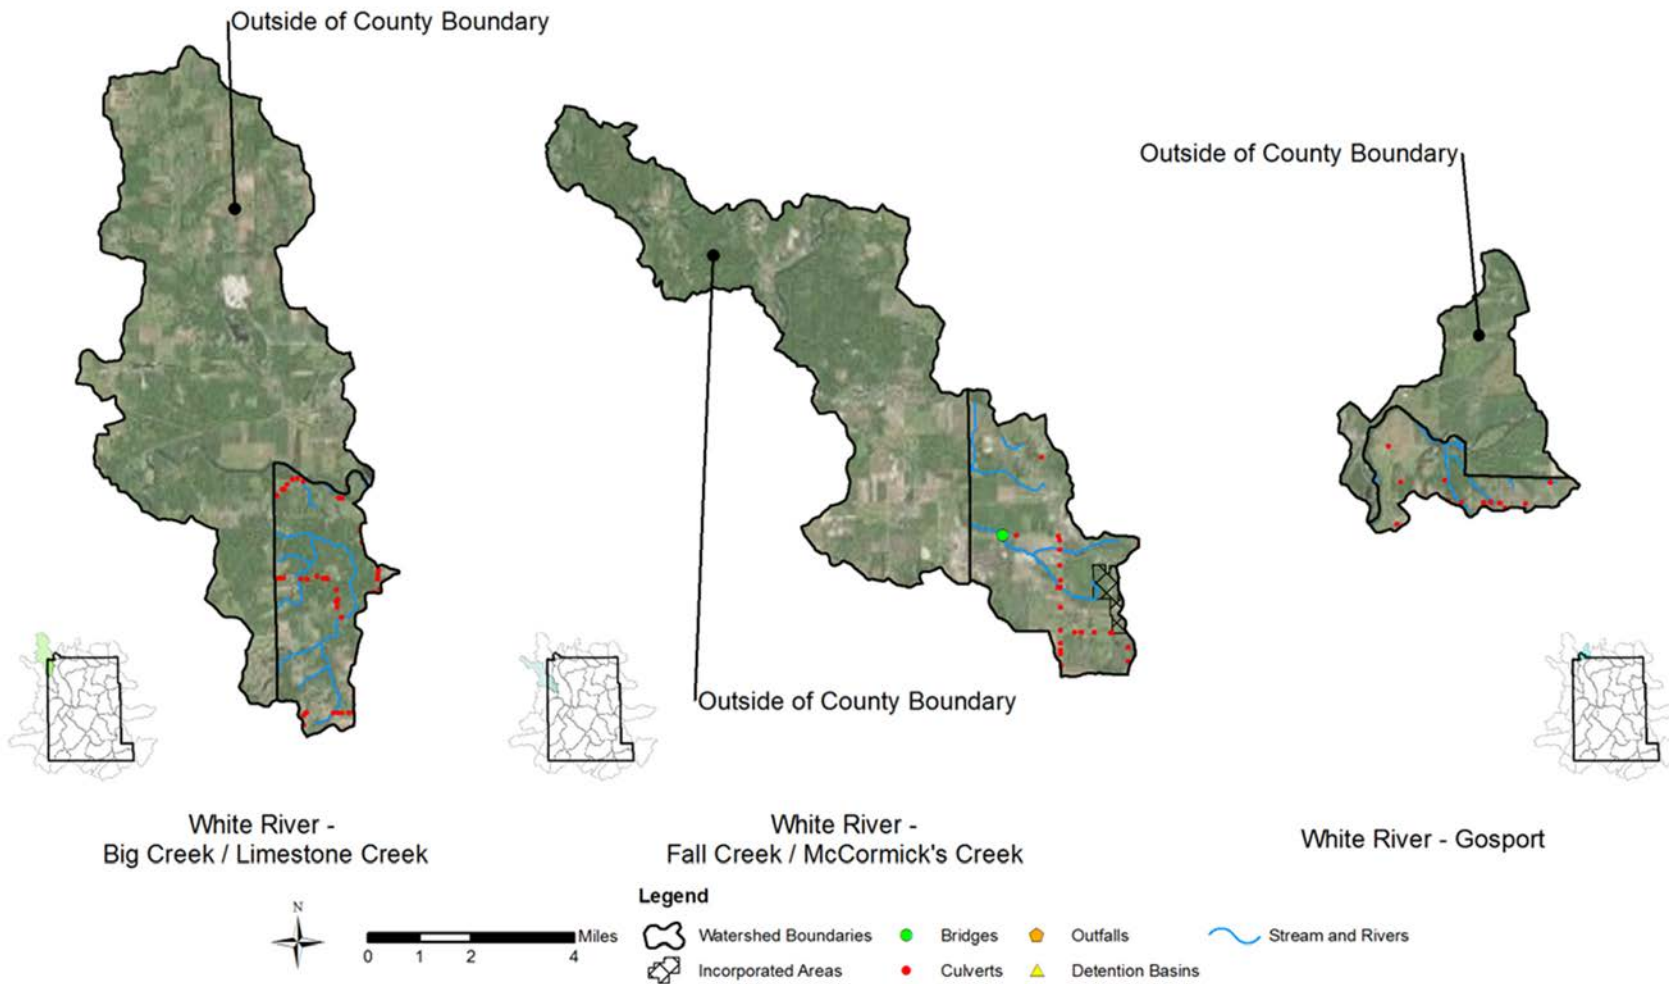 Outside of County Boundary
Outside of County Boundary
Outside of County Boundary
White River -
Big Creek / Limestone Creek
White River -
Fall Creek / McCormick's Creek
White River - Gosport
Legend
N
Miles
0 1 2 4
Watershed Boundaries
Bridges
Outfalls
Stream and Rivers
Incorporated Areas
Culverts
Detention Basins